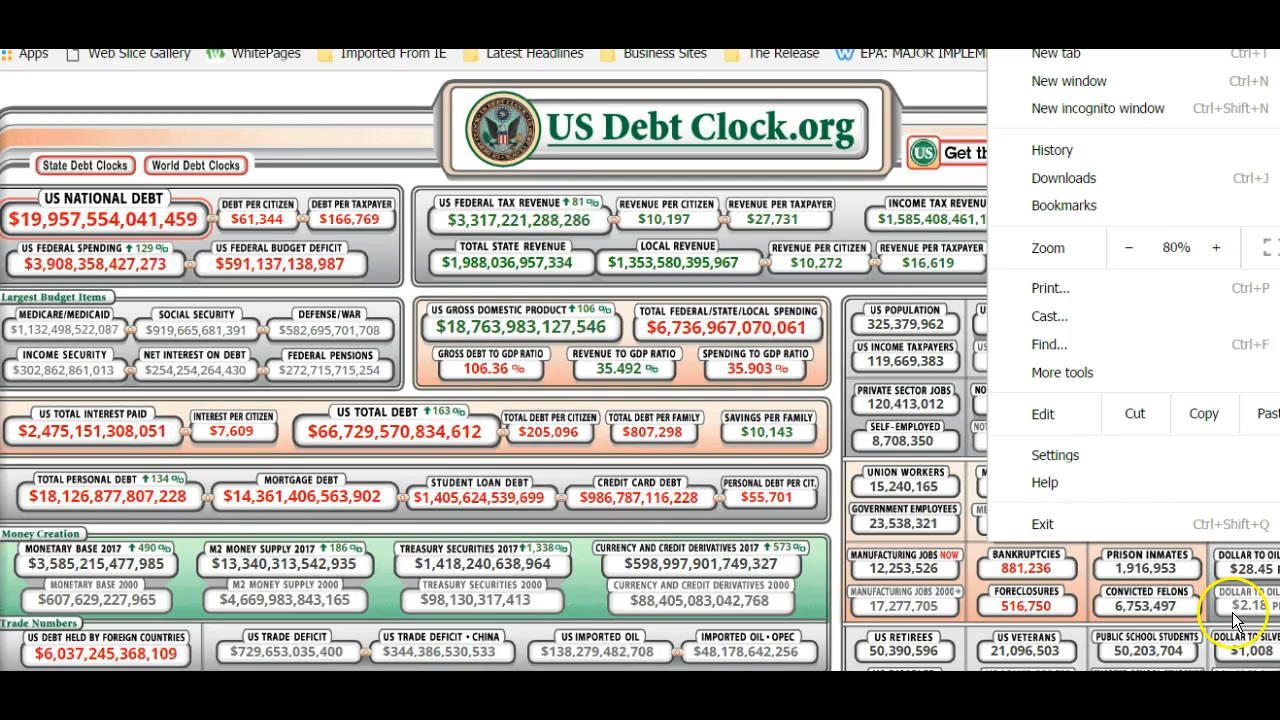 Apps Web Slice Gallery WhitePages Imported From IE Latest Headlines Business Sites The Release EPA: MAJOR
New tab Ctrl+T
New window Ctrl+N
New incognito window Ctrl+Shift+N
History
Downloads Ctrl+J
Bookmarks
Zoom − 80% +
Print... Ctrl+P
Cast...
Find... Ctrl+F
More tools
Edit Cut Copy
Settings
Help
Exit Ctrl+Shift+Q
US Debt Clock.org
State Debt Clocks World Debt Clocks
US Get
US NATIONAL DEBT
$19,957,554,041,459
DEBT PER CITIZEN
$61,344
DEBT PER TAXPAYER
$166,769
US FEDERAL SPENDING 129 %
$3,908,358,427,273
US FEDERAL BUDGET DEFICIT
$591,137,138,987
US FEDERAL TAX REVENUE 81 %
$3,317,221,288,286
REVENUE PER CITIZEN
$10,197
REVENUE PER TAXPAYER
$27,731
INCOME TAX
TOTAL STATE REVENUE
$1,988,036,957,334
LOCAL REVENUE
$1,353,580,395,967
REVENUE PER CITIZEN
$10,272
REVENUE PER TAXPAYER
$16,619
Largest Budget Items
MEDICARE/MEDICAID
$1,132,498,522,087
SOCIAL SECURITY
$919,665,681,391
DEFENSE/WAR
$582,695,701,708
INCOME SECURITY
$302,862,861,013
NET INTEREST ON DEBT
$254,254,264,430
FEDERAL PENSIONS
$272,715,715,254
US GROSS DOMESTIC PRODUCT 106 %
$18,763,983,127,546
TOTAL FEDERAL/STATE/LOCAL SPENDING
$6,736,967,070,061
GROSS DEBT TO GDP RATIO
106.36 %
REVENUE TO GDP RATIO
35.492 %
SPENDING TO GDP RATIO
35.903 %
US TOTAL INTEREST PAID
$2,475,151,308,051
INTEREST PER CITIZEN
$7,609
US TOTAL DEBT 163 %
$66,729,570,834,612
TOTAL DEBT PER CITIZEN
$205,096
TOTAL DEBT PER FAMILY
$807,298
SAVINGS PER FAMILY
$10,143
TOTAL PERSONAL DEBT 134 %
$18,126,877,807,228
MORTGAGE DEBT
$14,361,406,563,902
STUDENT LOAN DEBT
$1,405,624,539,699
CREDIT CARD DEBT
$986,787,116,228
PERSONAL DEBT PER CIT.
$55,701
Money Creation
MONETARY BASE 2017 490 %
$3,585,215,477,985
M2 MONEY SUPPLY 2017 186 %
$13,340,313,542,935
TREASURY SECURITIES 2017 1,338 %
$1,418,240,638,964
CURRENCY AND CREDIT DERIVATIVES 2017 573 %
$598,997,901,749,327
MONETARY BASE 2000
$607,629,227,965
M2 MONEY SUPPLY 2000
$4,669,983,843,165
TREASURY SECURITIES 2000
$98,130,317,413
CURRENCY AND CREDIT DERIVATIVES 2000
$88,405,083,042,768
Trade Numbers
US DEBT HELD BY FOREIGN COUNTRIES
$6,037,245,368,109
US TRADE DEFICIT
$729,653,035,400
US TRADE DEFICIT • CHINA
$344,386,530,533
US IMPORTED OIL
$138,279,482,708
IMPORTED OIL • OPEC
$48,178,642,256
US POPULATION
325,379,962
US INCOME TAXPAYERS
119,669,383
PRIVATE SECTOR JOBS
120,413,012
SELF-EMPLOYED
8,708,350
UNION WORKERS
15,240,165
GOVERNMENT EMPLOYEES
23,538,321
MANUFACTURING JOBS NOW
12,253,526
BANKRUPTCIES
881,236
PRISON INMATES
1,916,953
DOLLAR TO
$28.45
MANUFACTURING JOBS 2000
17,277,705
FORECLOSURES
516,750
CONVICTED FELONS
6,753,497
DOLLAR TO
$2.18
US RETIREES
50,390,596
US VETERANS
21,096,503
PUBLIC SCHOOL STUDENTS
50,203,704
DOLLAR TO
$1,008